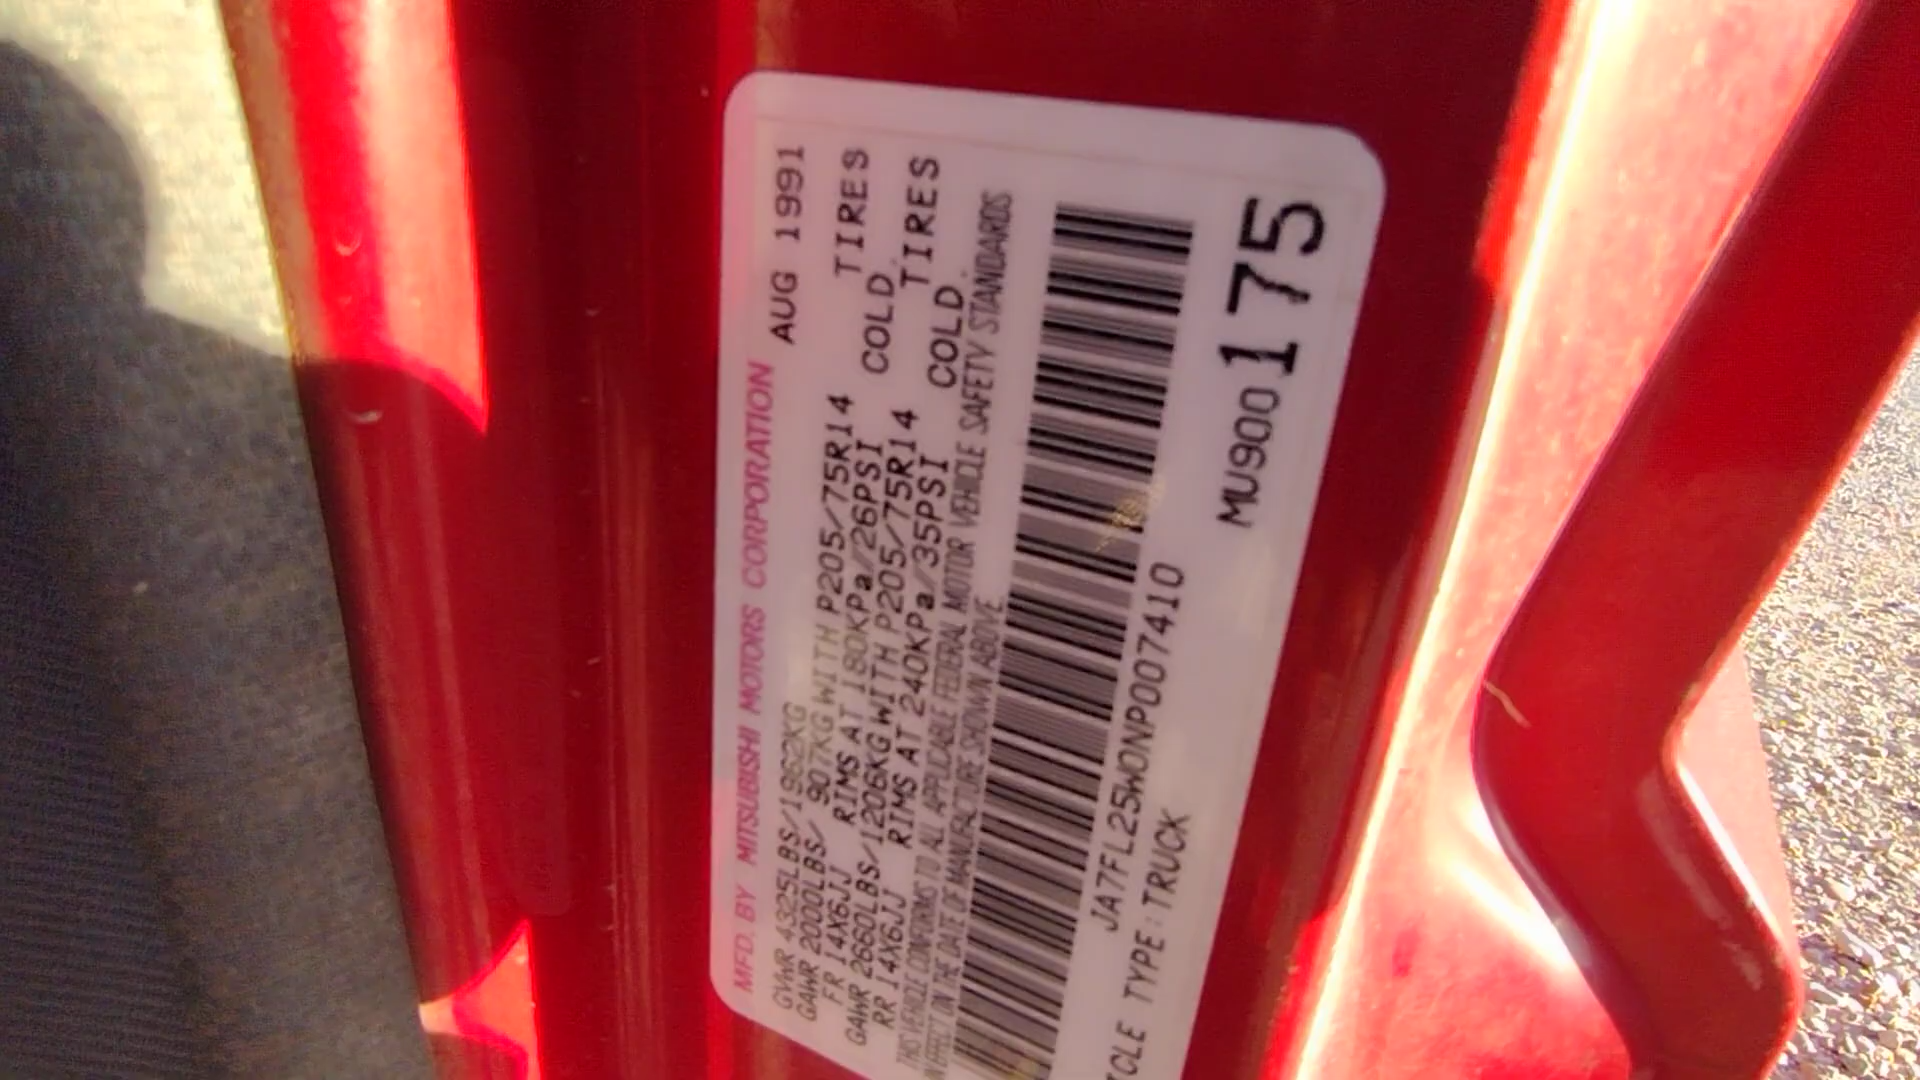 MFD. BY MITSUBISHI MOTORS CORPORATION AUG 1991
GVWR 4325LBS/1962KG
GAWR 2000LBS/ 907KG WITH P205/75R14 TIRES
FR 14X6JJ RIMS AT 180KPa/26PSI COLD.
GAWR 2660LBS/1206KG WITH P205/75R14 TIRES
RR 14X6JJ RIMS AT 240KPa/35PSI COLD.
THIS VEHICLE CONFORMS TO ALL APPLICABLE FEDERAL MOTOR VEHICLE SAFETY STANDARDS
IN EFFECT ON THE DATE OF MANUFACTURE SHOWN ABOVE
JA7FL25W0NP007410
ICLE TYPE:TRUCK
MU900175